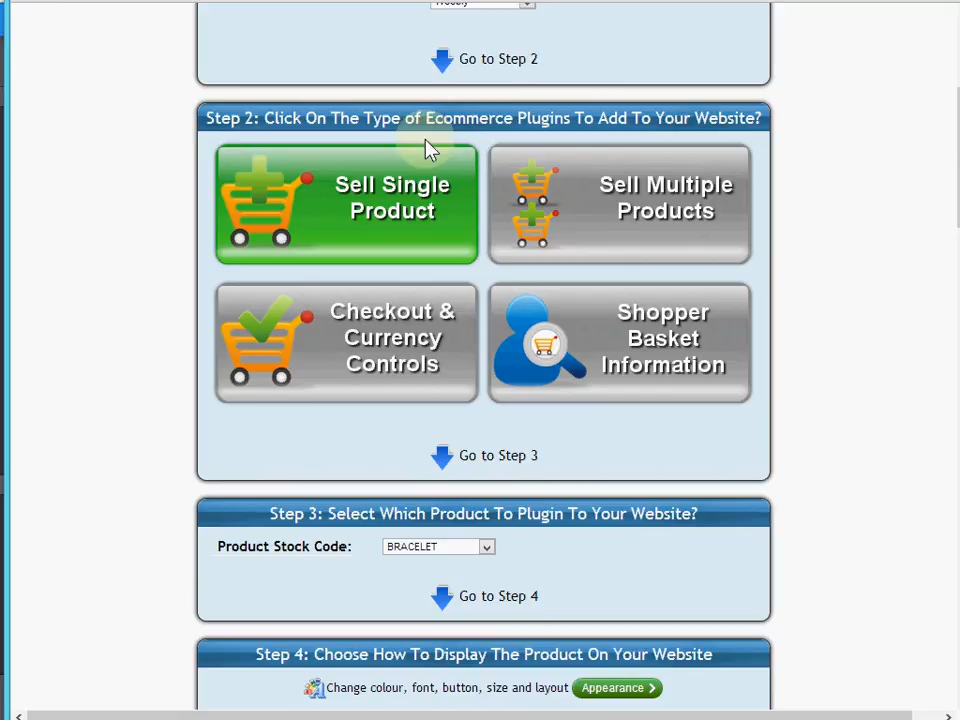 Weebly
Go to Step 2
Step 2: Click On The Type of Ecommerce Plugins To Add To Your Website?
Sell Single
Product
Sell Multiple
Products
Checkout &
Currency
Controls
Shopper
Basket
Information
Go to Step 3
Step 3: Select Which Product To Plugin To Your Website?
Product Stock Code: BRACELET
Go to Step 4
Step 4: Choose How To Display The Product On Your Website
Change colour, font, button, size and layout Appearance